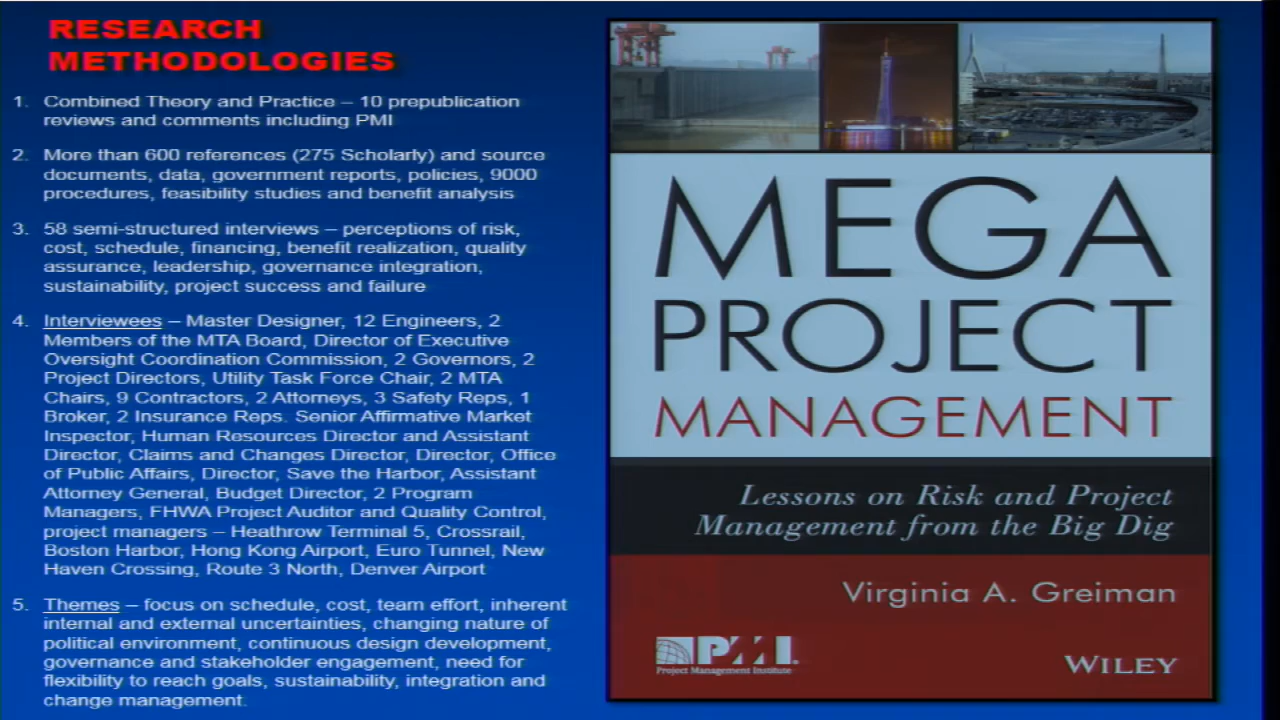 RESEARCH
METHODOLOGIES
1. Combined Theory and Practice – 10 prepublication
reviews and comments including PMI
2. More than 600 references (275 Scholarly) and source
documents, data, government reports, policies, 9000
procedures, feasibility studies and benefit analysis
3. 58 semi-structured interviews – perceptions of risk,
cost, schedule, financing, benefit realization, quality
assurance, leadership, governance integration,
sustainability, project success and failure
4. Interviewees – Master Designer, 12 Engineers, 2
Members of the MTA Board, Director of Executive
Oversight Coordination Commission, 2 Governors, 2
Project Directors, Utility Task Force Chair, 2 MTA
Chairs, 9 Contractors, 2 Attorneys, 3 Safety Reps, 1
Broker, 2 Insurance Reps. Senior Affirmative Market
Inspector, Human Resources Director and Assistant
Director, Claims and Changes Director, Director, Office
of Public Affairs, Director, Save the Harbor, Assistant
Attorney General, Budget Director, 2 Program
Managers, FHWA Project Auditor and Quality Control,
project managers – Heathrow Terminal 5, Crossrail,
Boston Harbor, Hong Kong Airport, Euro Tunnel, New
Haven Crossing, Route 3 North, Denver Airport
5. Themes – focus on schedule, cost, team effort, inherent
internal and external uncertainties, changing nature of
political environment, continuous design development,
governance and stakeholder engagement, need for
flexibility to reach goals, sustainability, integration and
change management.
MEGA
PROJECT
MANAGEMENT
Lessons on Risk and Project
Management from the Big Dig
Virginia A. Greiman
PMI
Project Management Institute
WILEY